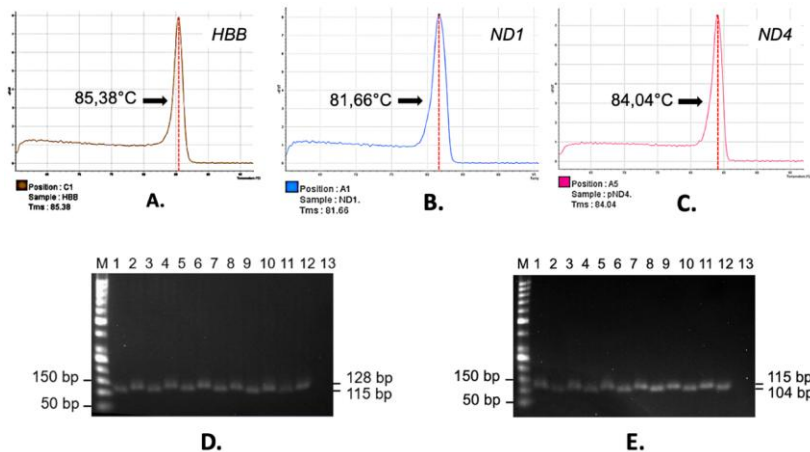 HBB
85,38°C
Position : C1
Sample : HBB
Tms : 85.38
A.
ND1
81,66°C
Position : A1
Sample : ND1.
Tms : 81.66
B.
ND4
84,04°C
Position : A5
Sample : pND4.
Tms : 84.04
C.
M 1 2 3 4 5 6 7 8 9 10 11 12 13
150 bp
50 bp
128 bp
115 bp
D.
M 1 2 3 4 5 6 7 8 9 10 11 12 13
150 bp
50 bp
115 bp
104 bp
E.